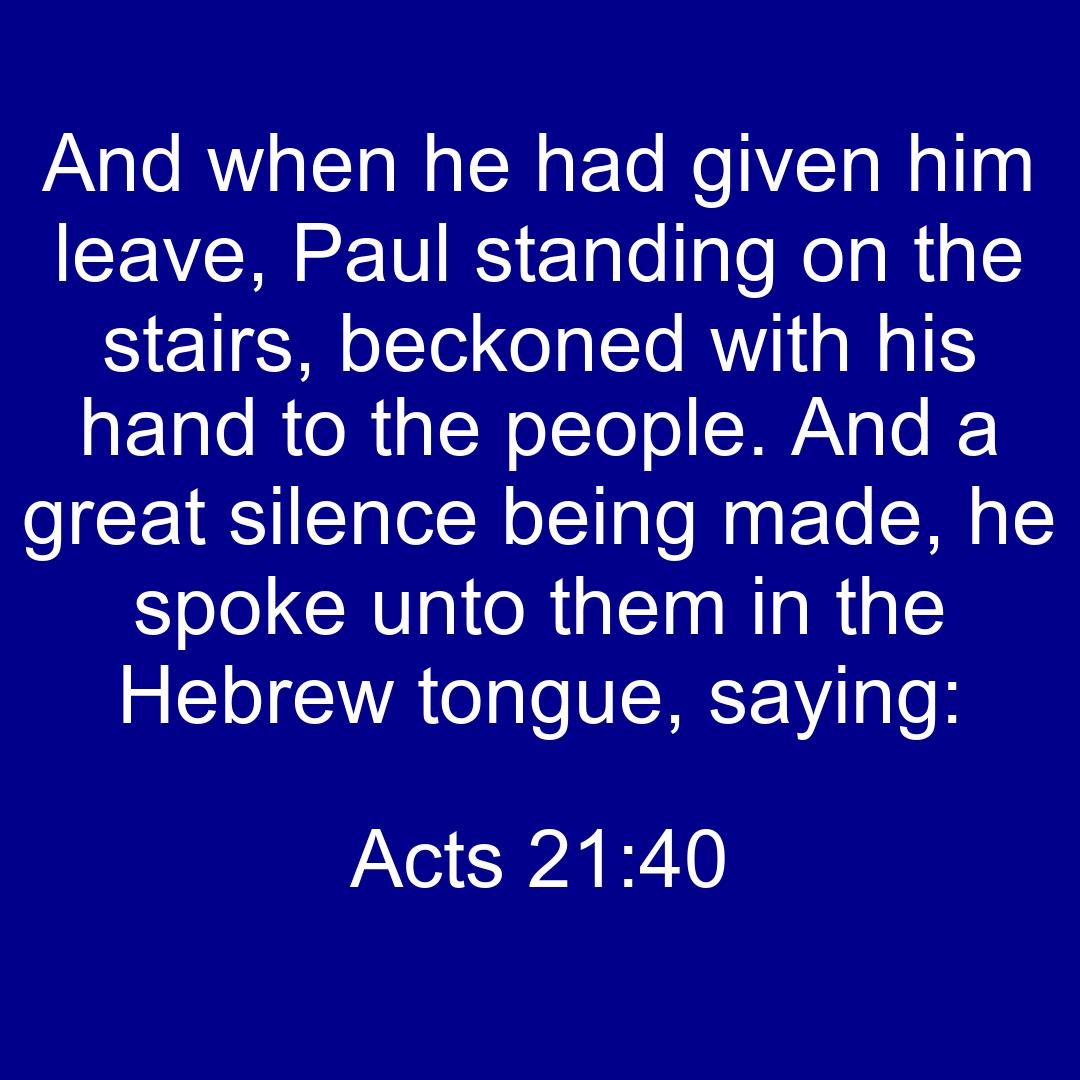 And when he had given him
leave, Paul standing on the
stairs, beckoned with his
hand to the people. And a
great silence being made, he
spoke unto them in the
Hebrew tongue, saying:
Acts 21:40